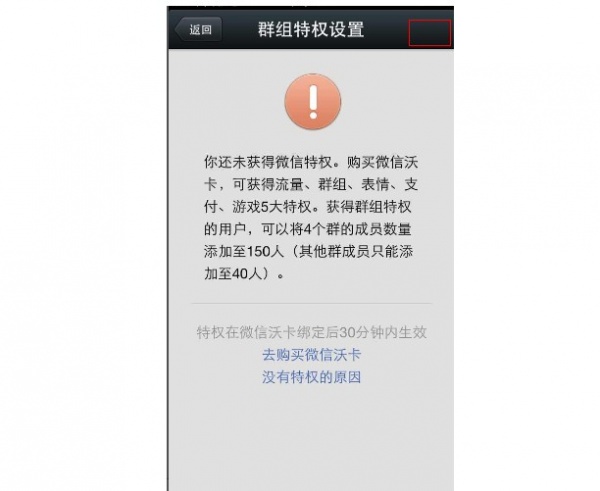 返回
群组特权设置
你还未获得微信特权。购买微信沃
卡，可获得流量、群组、表情、支
付、游戏5大特权。获得群组特权
的用户，可以将4个群的成员数量
添加至150人（其他群成员只能添
加至40人）。
特权在微信沃卡绑定后30分钟内生效
去购买微信沃卡
没有特权的原因